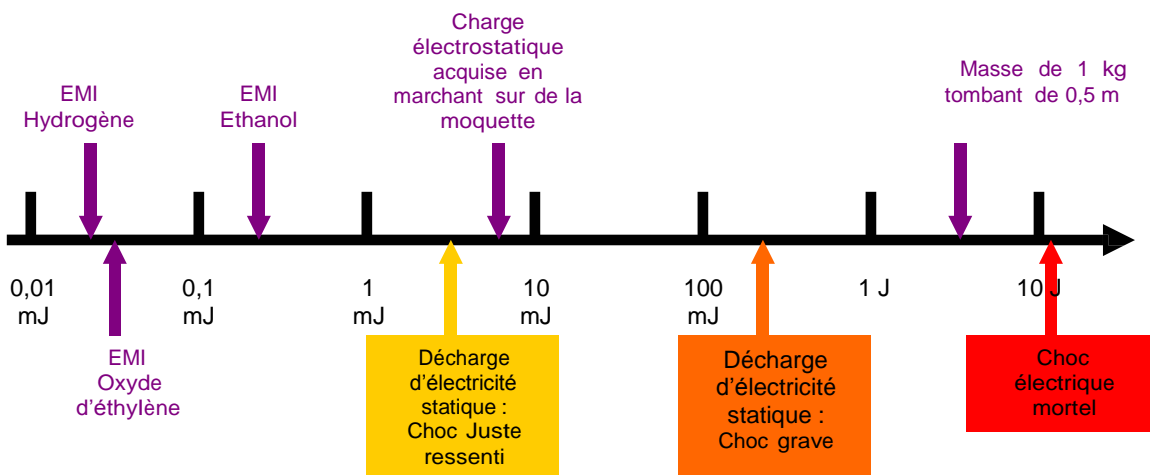 Charge
électrostatique
acquise en
marchant sur de la
moquette
Masse de 1 kg
tombant de 0,5 m
EMI
Hydrogène
EMI
Ethanol
0,01
mJ
0,1
mJ
1
mJ
10
mJ
100
mJ
1 J
10 J
EMI
Oxyde
d'éthylène
Décharge
d'électricité
statique :
Choc Juste
ressenti
Décharge
d'électricité
statique :
Choc grave
Choc
électrique
mortel